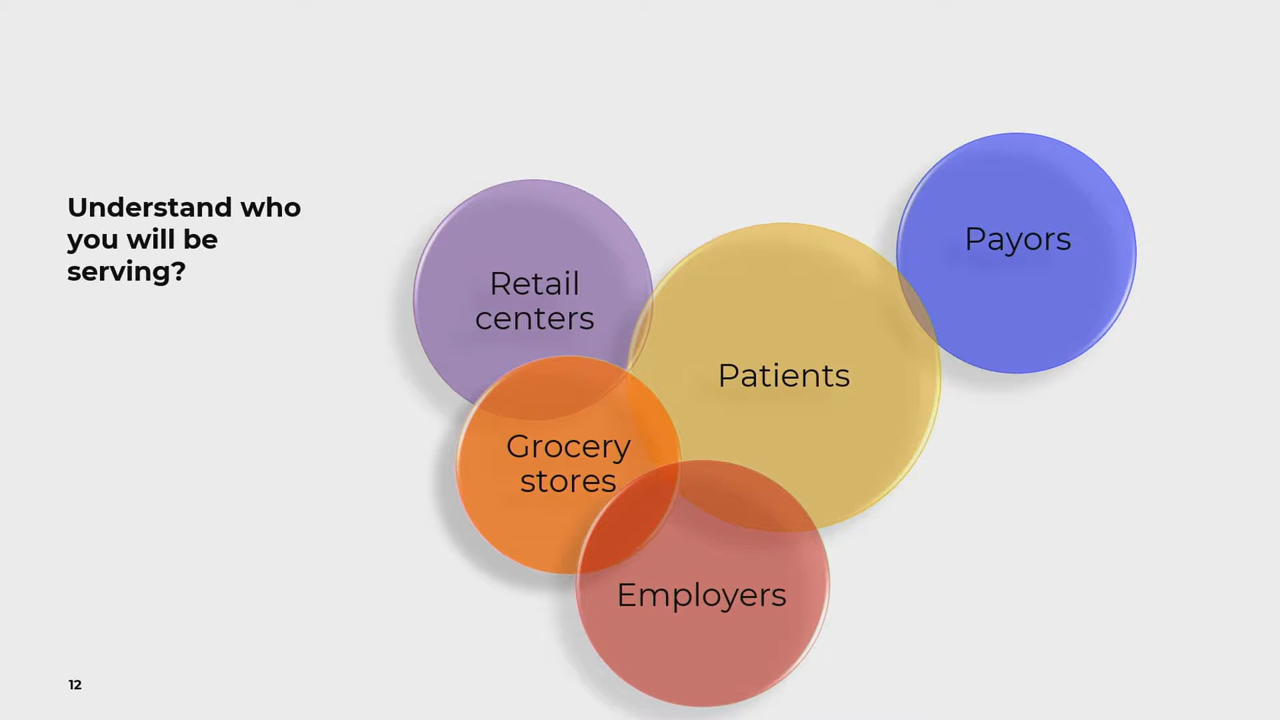 Understand who
you will be
serving?
Retail
centers
Grocery
stores
Patients
Employers
Payors
12